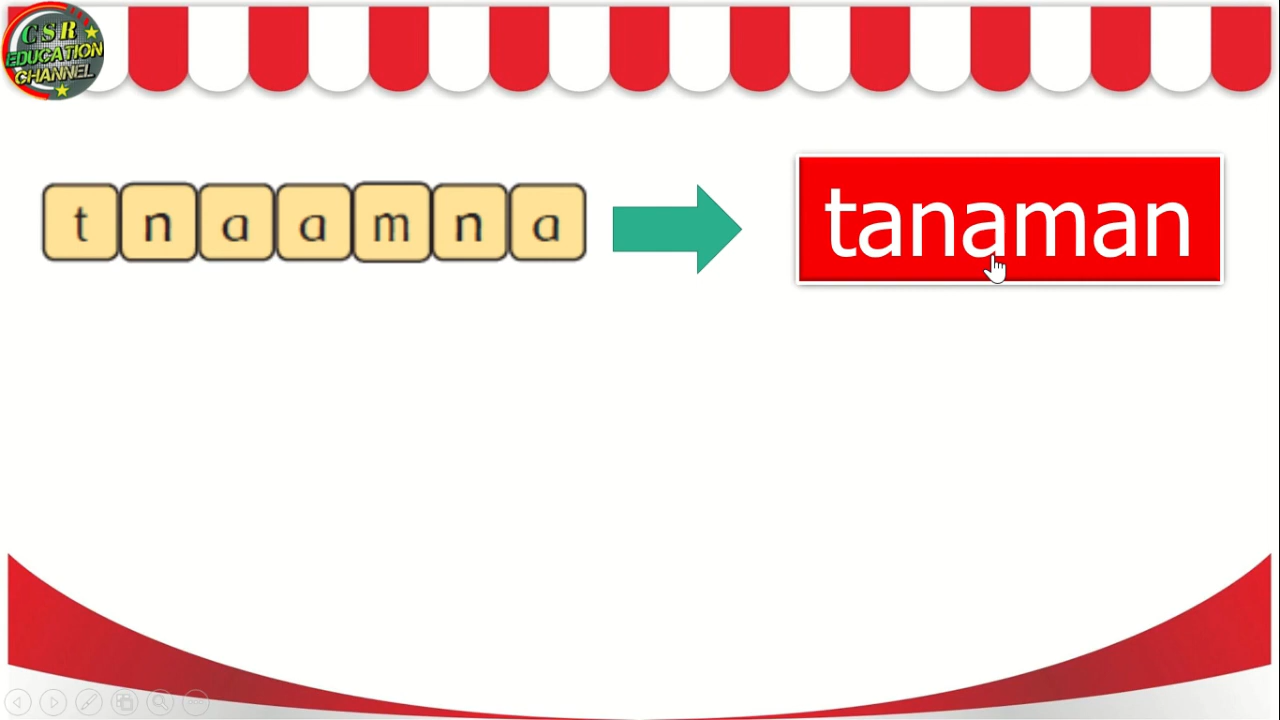 CSR
EDUCATION
CHANNEL
t n a a m n a
tanaman